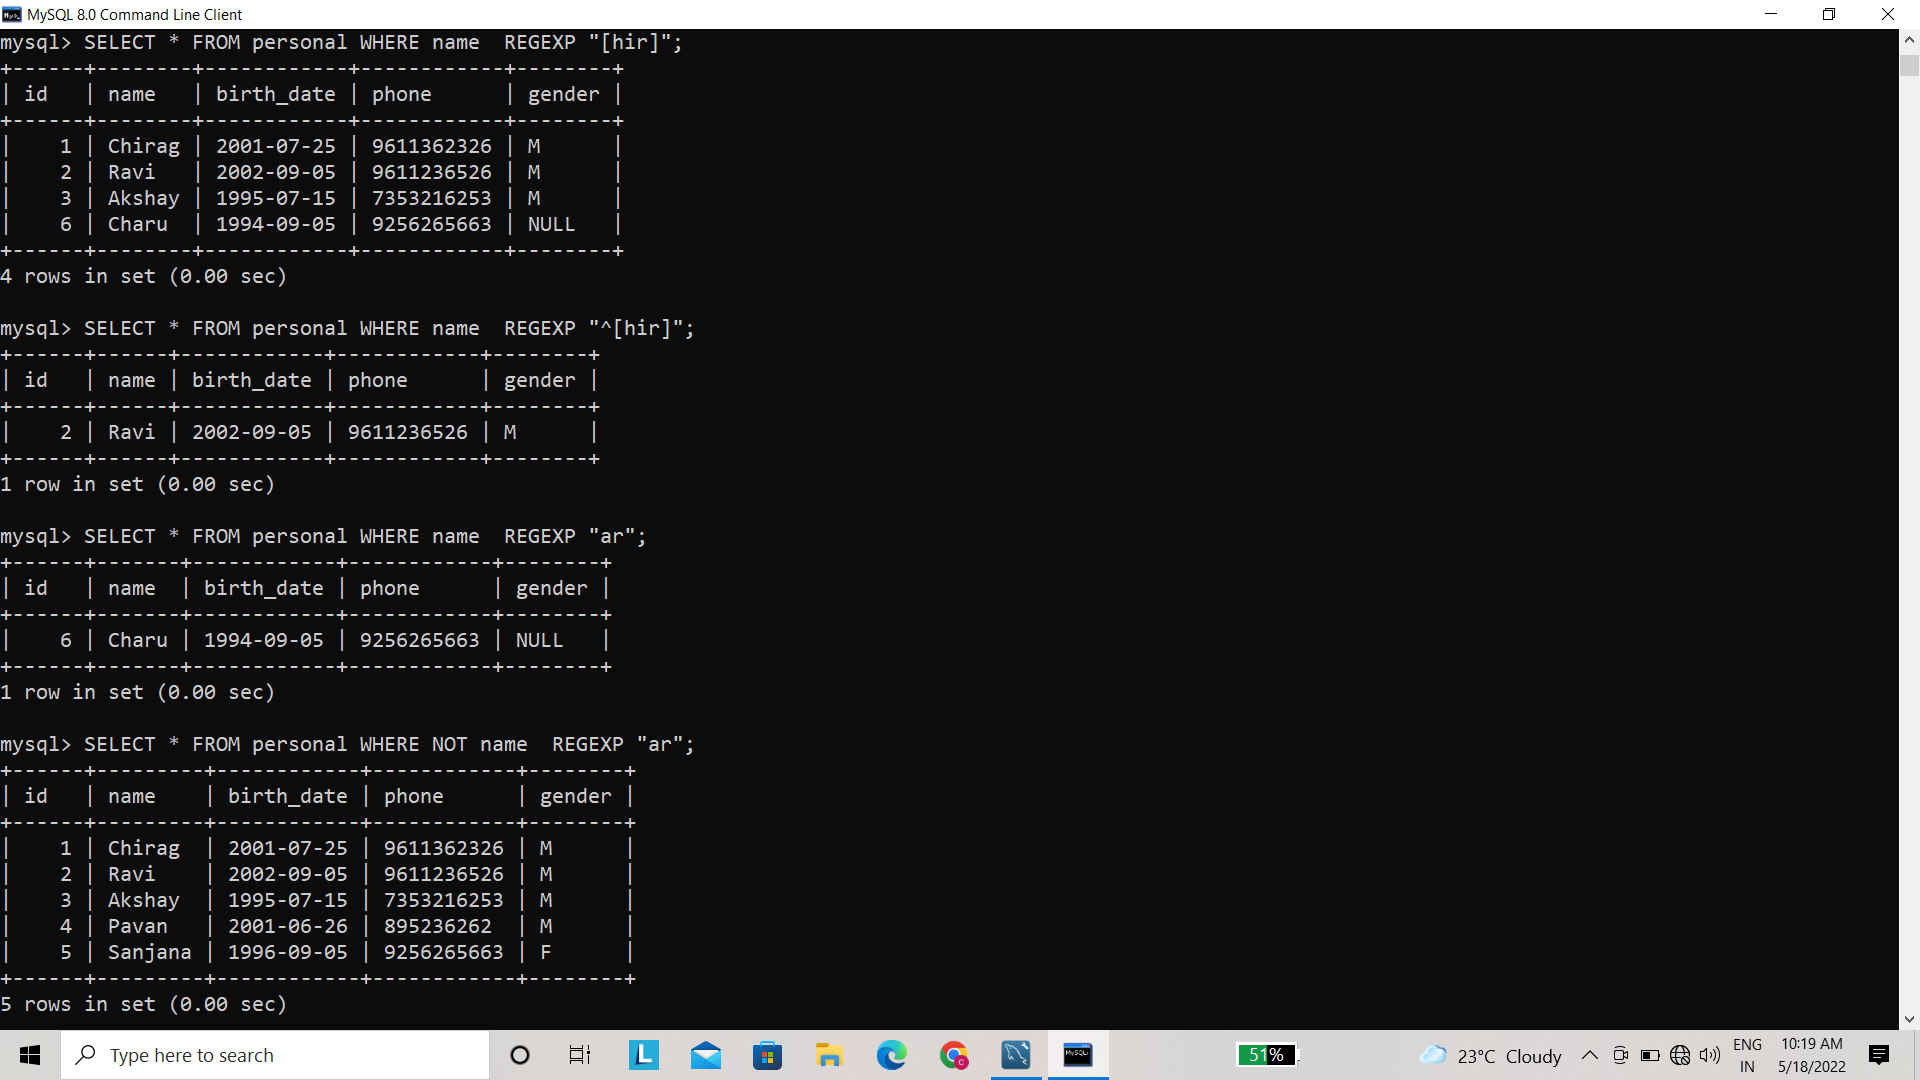 MySQL 8.0 Command Line Client
mysql> SELECT * FROM personal WHERE name  REGEXP "[hir]";
+------+--------+------------+------------+--------+
| id   | name   | birth_date | phone      | gender |
+------+--------+------------+------------+--------+
|    1 | Chirag | 2001-07-25 | 9611362326 | M      |
|    2 | Ravi   | 2002-09-05 | 9611236526 | M      |
|    3 | Akshay | 1995-07-15 | 7353216253 | M      |
|    6 | Charu  | 1994-09-05 | 9256265663 | NULL   |
+------+--------+------------+------------+--------+
4 rows in set (0.00 sec)
mysql> SELECT * FROM personal WHERE name  REGEXP "^[hir]";
+------+------+------------+------------+--------+
| id   | name | birth_date | phone      | gender |
+------+------+------------+------------+--------+
|    2 | Ravi | 2002-09-05 | 9611236526 | M      |
+------+------+------------+------------+--------+
1 row in set (0.00 sec)
mysql> SELECT * FROM personal WHERE name  REGEXP "ar";
+------+-------+------------+------------+--------+
| id   | name  | birth_date | phone      | gender |
+------+-------+------------+------------+--------+
|    6 | Charu | 1994-09-05 | 9256265663 | NULL   |
+------+-------+------------+------------+--------+
1 row in set (0.00 sec)
mysql> SELECT * FROM personal WHERE NOT name  REGEXP "ar";
+------+---------+------------+------------+--------+
| id   | name    | birth_date | phone      | gender |
+------+---------+------------+------------+--------+
|    1 | Chirag  | 2001-07-25 | 9611362326 | M      |
|    2 | Ravi    | 2002-09-05 | 9611236526 | M      |
|    3 | Akshay  | 1995-07-15 | 7353216253 | M      |
|    4 | Pavan   | 2001-06-26 | 895236262  | M      |
|    5 | Sanjana | 1996-09-05 | 9256265663 | F      |
+------+---------+------------+------------+--------+
5 rows in set (0.00 sec)
Type here to search
L
C
MySQL
51%
23°C Cloudy
ENG
IN
10:19 AM
5/18/2022